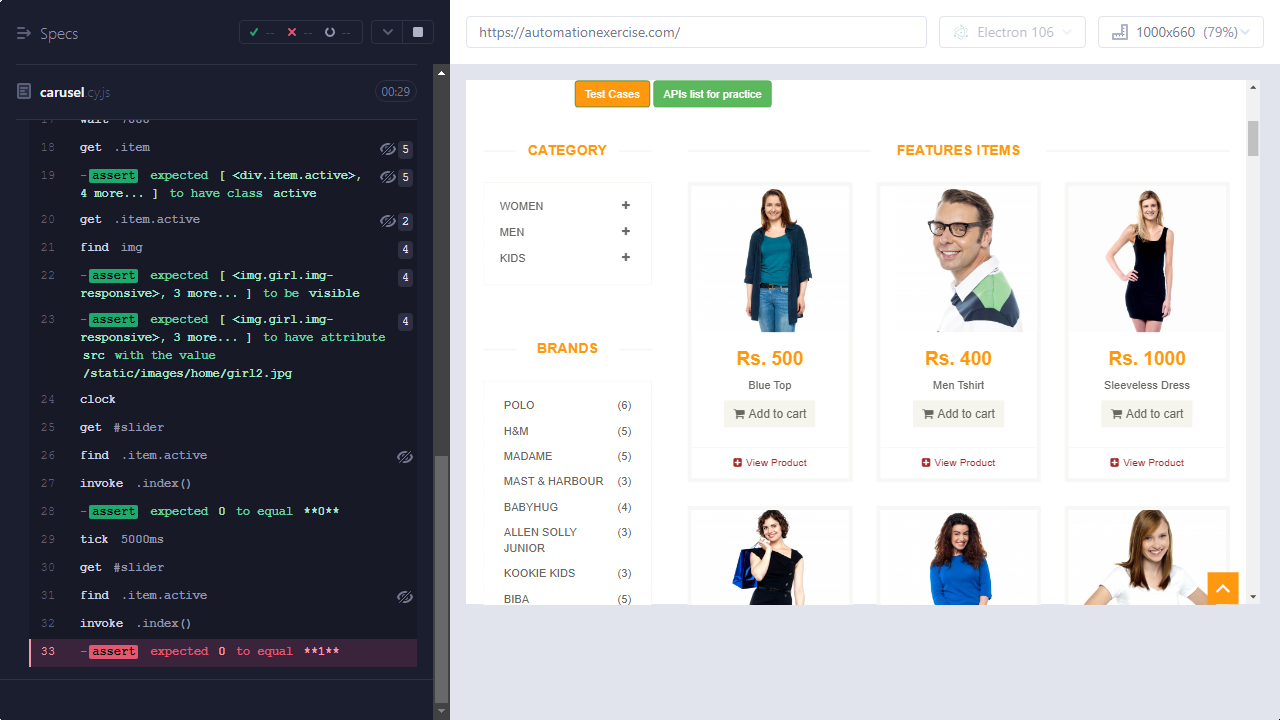 Specs
-- -- --
carusel.cy.js
00:29
17 wait 7000
18 get .item 5
19 -assert expected [ <div.item.active>, 5
4 more... ] to have class active
20 get .item.active 2
21 find img 4
22 -assert expected [ <img.girl.img- 4
responsive>, 3 more... ] to be visible
23 -assert expected [ <img.girl.img- 4
responsive>, 3 more... ] to have attribute
src with the value
/static/images/home/girl2.jpg
24 clock
25 get #slider
26 find .item.active
27 invoke .index()
28 -assert expected 0 to equal **0**
29 tick 5000ms
30 get #slider
31 find .item.active
32 invoke .index()
33 -assert expected 0 to equal **1**
https://automationexercise.com/
Electron 106
1000x660 (79%)
Test Cases
APIs list for practice
CATEGORY
WOMEN +
MEN +
KIDS +
BRANDS
POLO (6)
H&M (5)
MADAME (5)
MAST & HARBOUR (3)
BABYHUG (4)
ALLEN SOLLY (3)
JUNIOR
KOOKIE KIDS (3)
BIBA (5)
FEATURES ITEMS
Rs. 500
Blue Top
Add to cart
View Product
Rs. 400
Men Tshirt
Add to cart
View Product
Rs. 1000
Sleeveless Dress
Add to cart
View Product